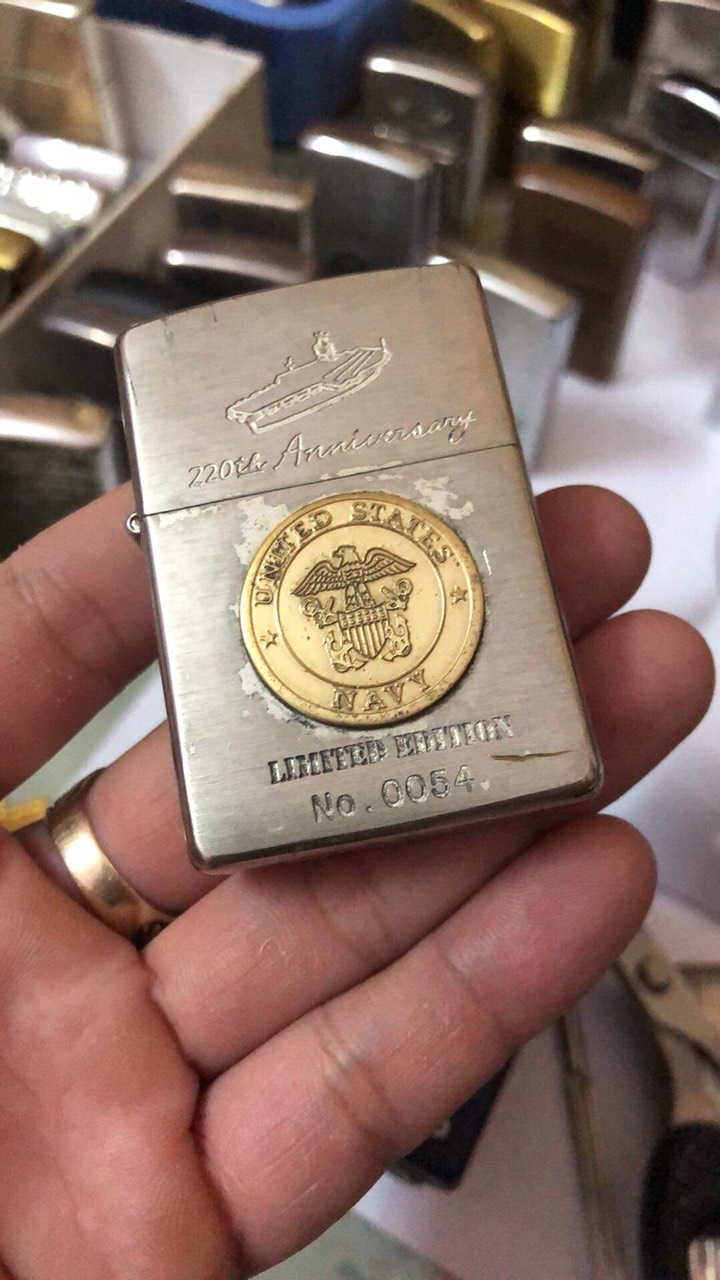 220th Anniversary
UNITED STATES
NAVY
LIMITED EDITION
No. 0054